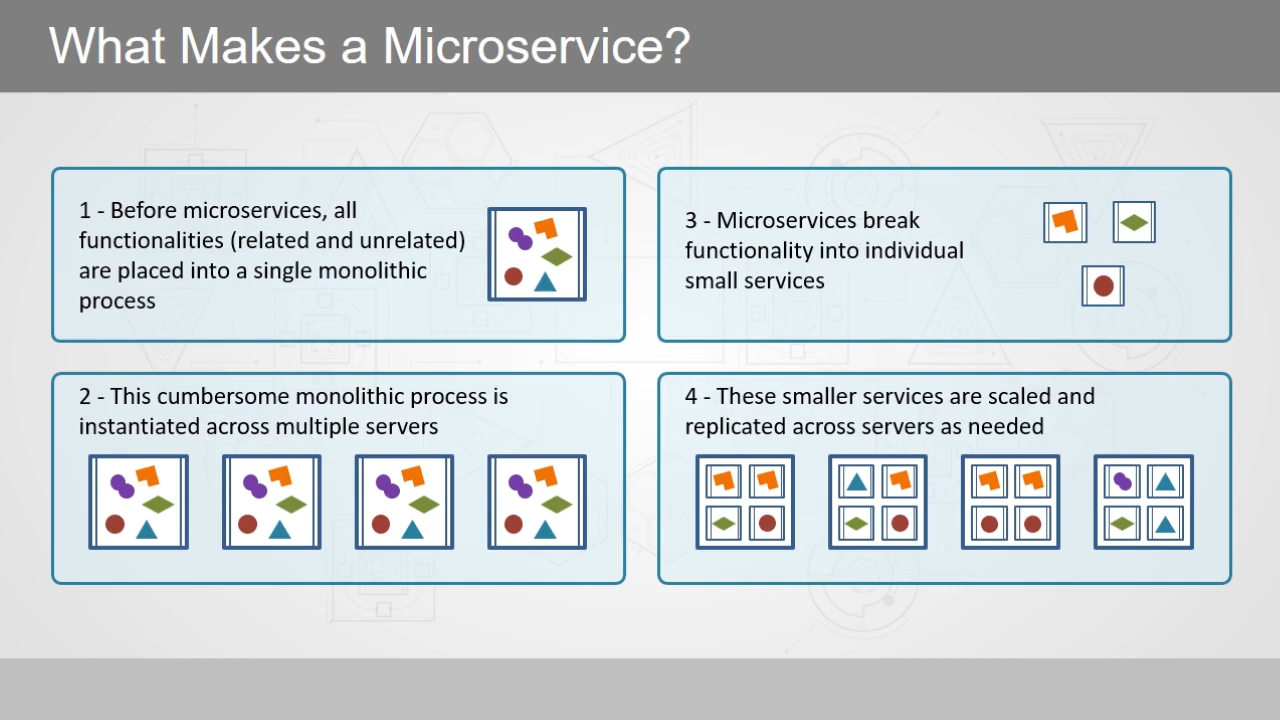 What Makes a Microservice?
1 - Before microservices, all
functionalities (related and unrelated)
are placed into a single monolithic
process
2 - This cumbersome monolithic process is
instantiated across multiple servers
3 - Microservices break
functionality into individual
small services
4 - These smaller services are scaled and
replicated across servers as needed